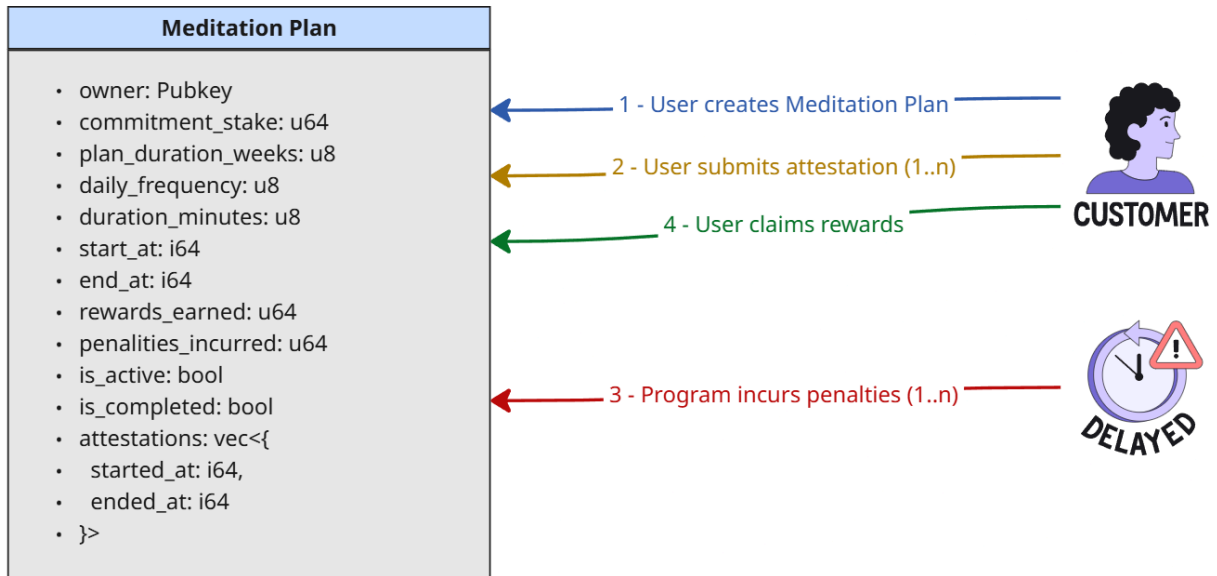 Meditation Plan
• owner: Pubkey
• commitment_stake: u64
• plan_duration_weeks: u8
• daily_frequency: u8
• duration_minutes: u8
• start_at: i64
• end_at: i64
• rewards_earned: u64
• penalities_incurred: u64
• is_active: bool
• is_completed: bool
• attestations: vec<{
• started_at: i64,
• ended_at: i64
• }>
1 - User creates Meditation Plan
2 - User submits attestation (1..n)
4 - User claims rewards
CUSTOMER
3 - Program incurs penalties (1..n)
!
DELAYED